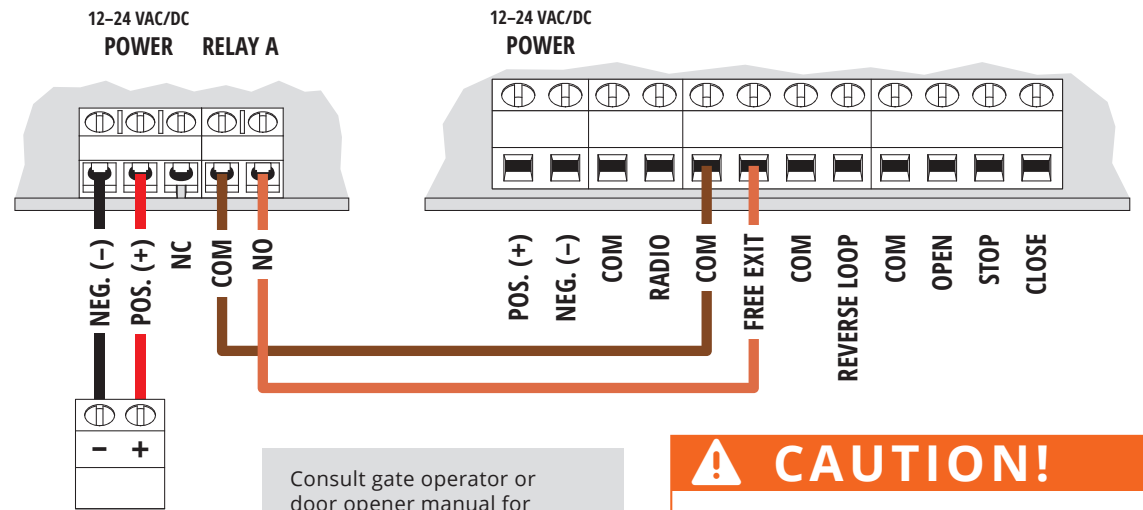 12–24 VAC/DC
POWER RELAY A
NEG. (–)
POS. (+)
NC
COM
NO
– +
12–24 VAC/DC
POWER
POS. (+)
NEG. (–)
COM
RADIO
COM
FREE EXIT
COM
REVERSE LOOP
COM
OPEN
STOP
CLOSE
Consult gate operator or
door opener manual for
CAUTION!